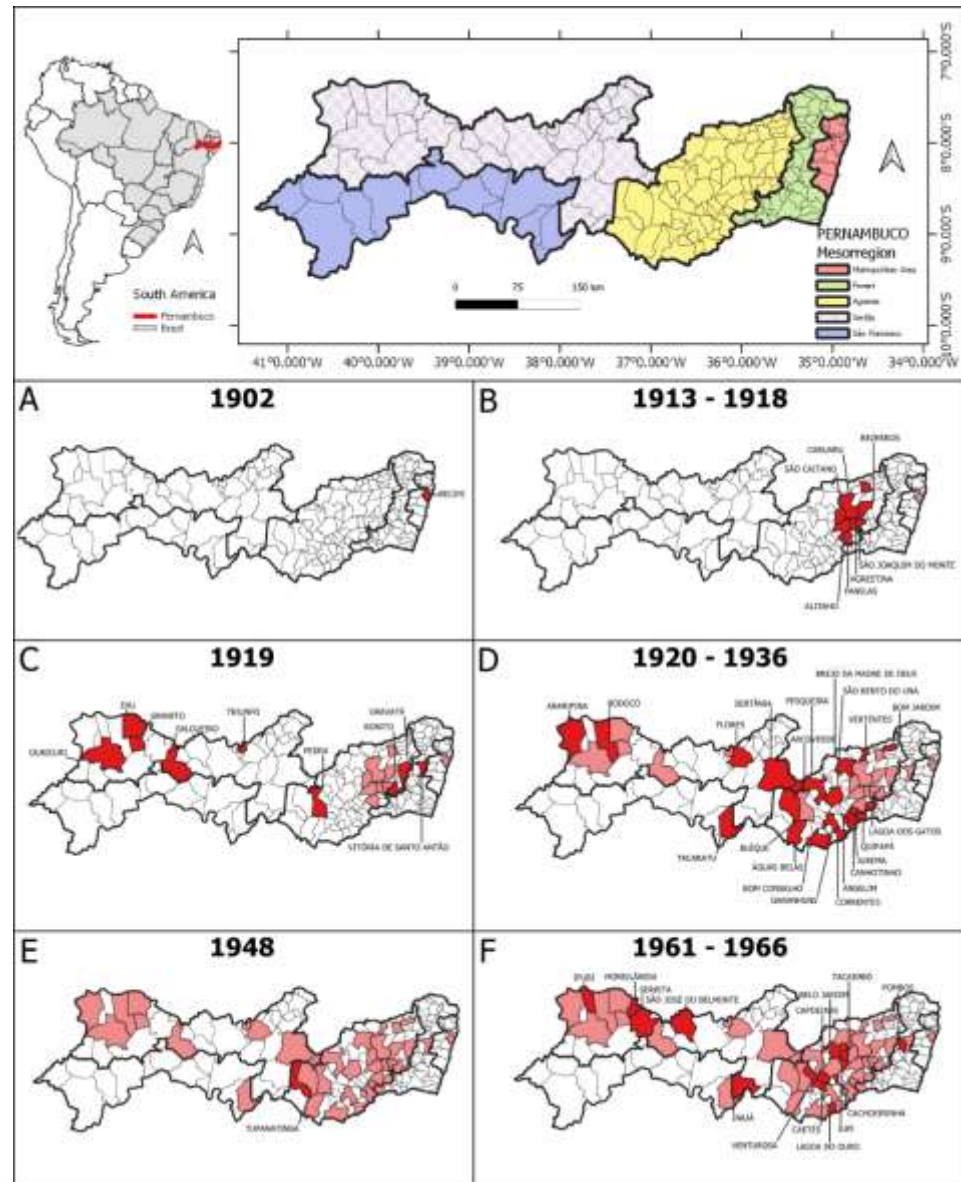 South America
Pernambuco
Brasil
PERNAMBUCO
Mesorregion
Metropolitan Area
Forest
Agreste
Sertão
São Francisco
0 75 150 km
7°0.000'S
8°0.000'S
9°0.000'S
10°0.000'S
41°0.000'W 40°0.000'W 39°0.000'W 38°0.000'W 37°0.000'W 36°0.000'W 35°0.000'W 34°0.000'W
A
1902
RECIFE
B
1913 - 1918
BEZERROS
CARUARU
SÃO CAITANO
SÃO JOAQUIM DO MONTE
AGRESTINA
PANELAS
ALTINHO
C
1919
EXU
GRANITO
SALGUEIRO
TRIUNFO
GRAVATÁ
BONITO
OURICURI
PEDRA
VITÓRIA DE SANTO ANTÃO
D
1920 - 1936
BREJO DA MADRE DE DEUS
SÃO BENTO DO UNA
BOM JARDIM
VERTENTES
PESQUEIRA
SERTÂNIA
ARCOVERDE
BODOCÓ
ARARIPINA
FLORES
LAGOA DOS GATOS
QUIPAPÁ
JUREMA
CANHOTINHO
TACARATU
BUÍQUE
ÁGUAS BELAS
BOM CONSELHO
GARANHUNS
ANGELIM
CORRENTES
E
1948
TUPANATINGA
F
1961 - 1966
IPUBI
MOREILÂNDIA
SERRITA
SÃO JOSÉ DO BELMONTE
TACAIMBÓ
BELO JARDIM
CAPOEIRAS
POMBOS
INAJÁ
VENTUROSA
CAETÉS
LAGOA DO OURO
CACHOEIRINHA